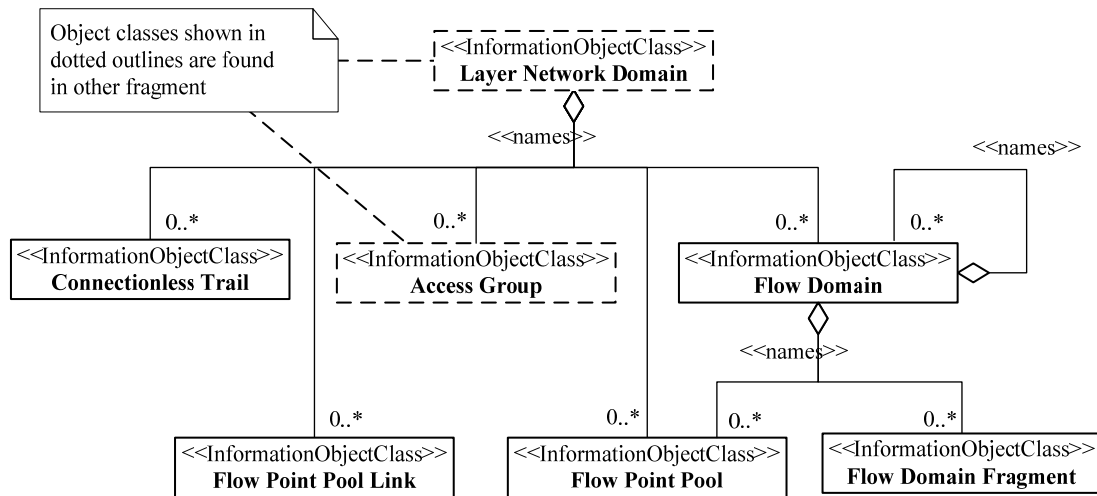 Object classes shown in
dotted outlines are found
in other fragment
<<InformationObjectClass>>
Layer Network Domain
<<names>>
<<names>>
0..*
0..*
0..*
0..*
<<InformationObjectClass>>
Connectionless Trail
<<InformationObjectClass>>
Access Group
<<InformationObjectClass>>
Flow Domain
<<names>>
0..*
0..*
0..*
0..*
<<InformationObjectClass>>
Flow Point Pool Link
<<InformationObjectClass>>
Flow Point Pool
<<InformationObjectClass>>
Flow Domain Fragment